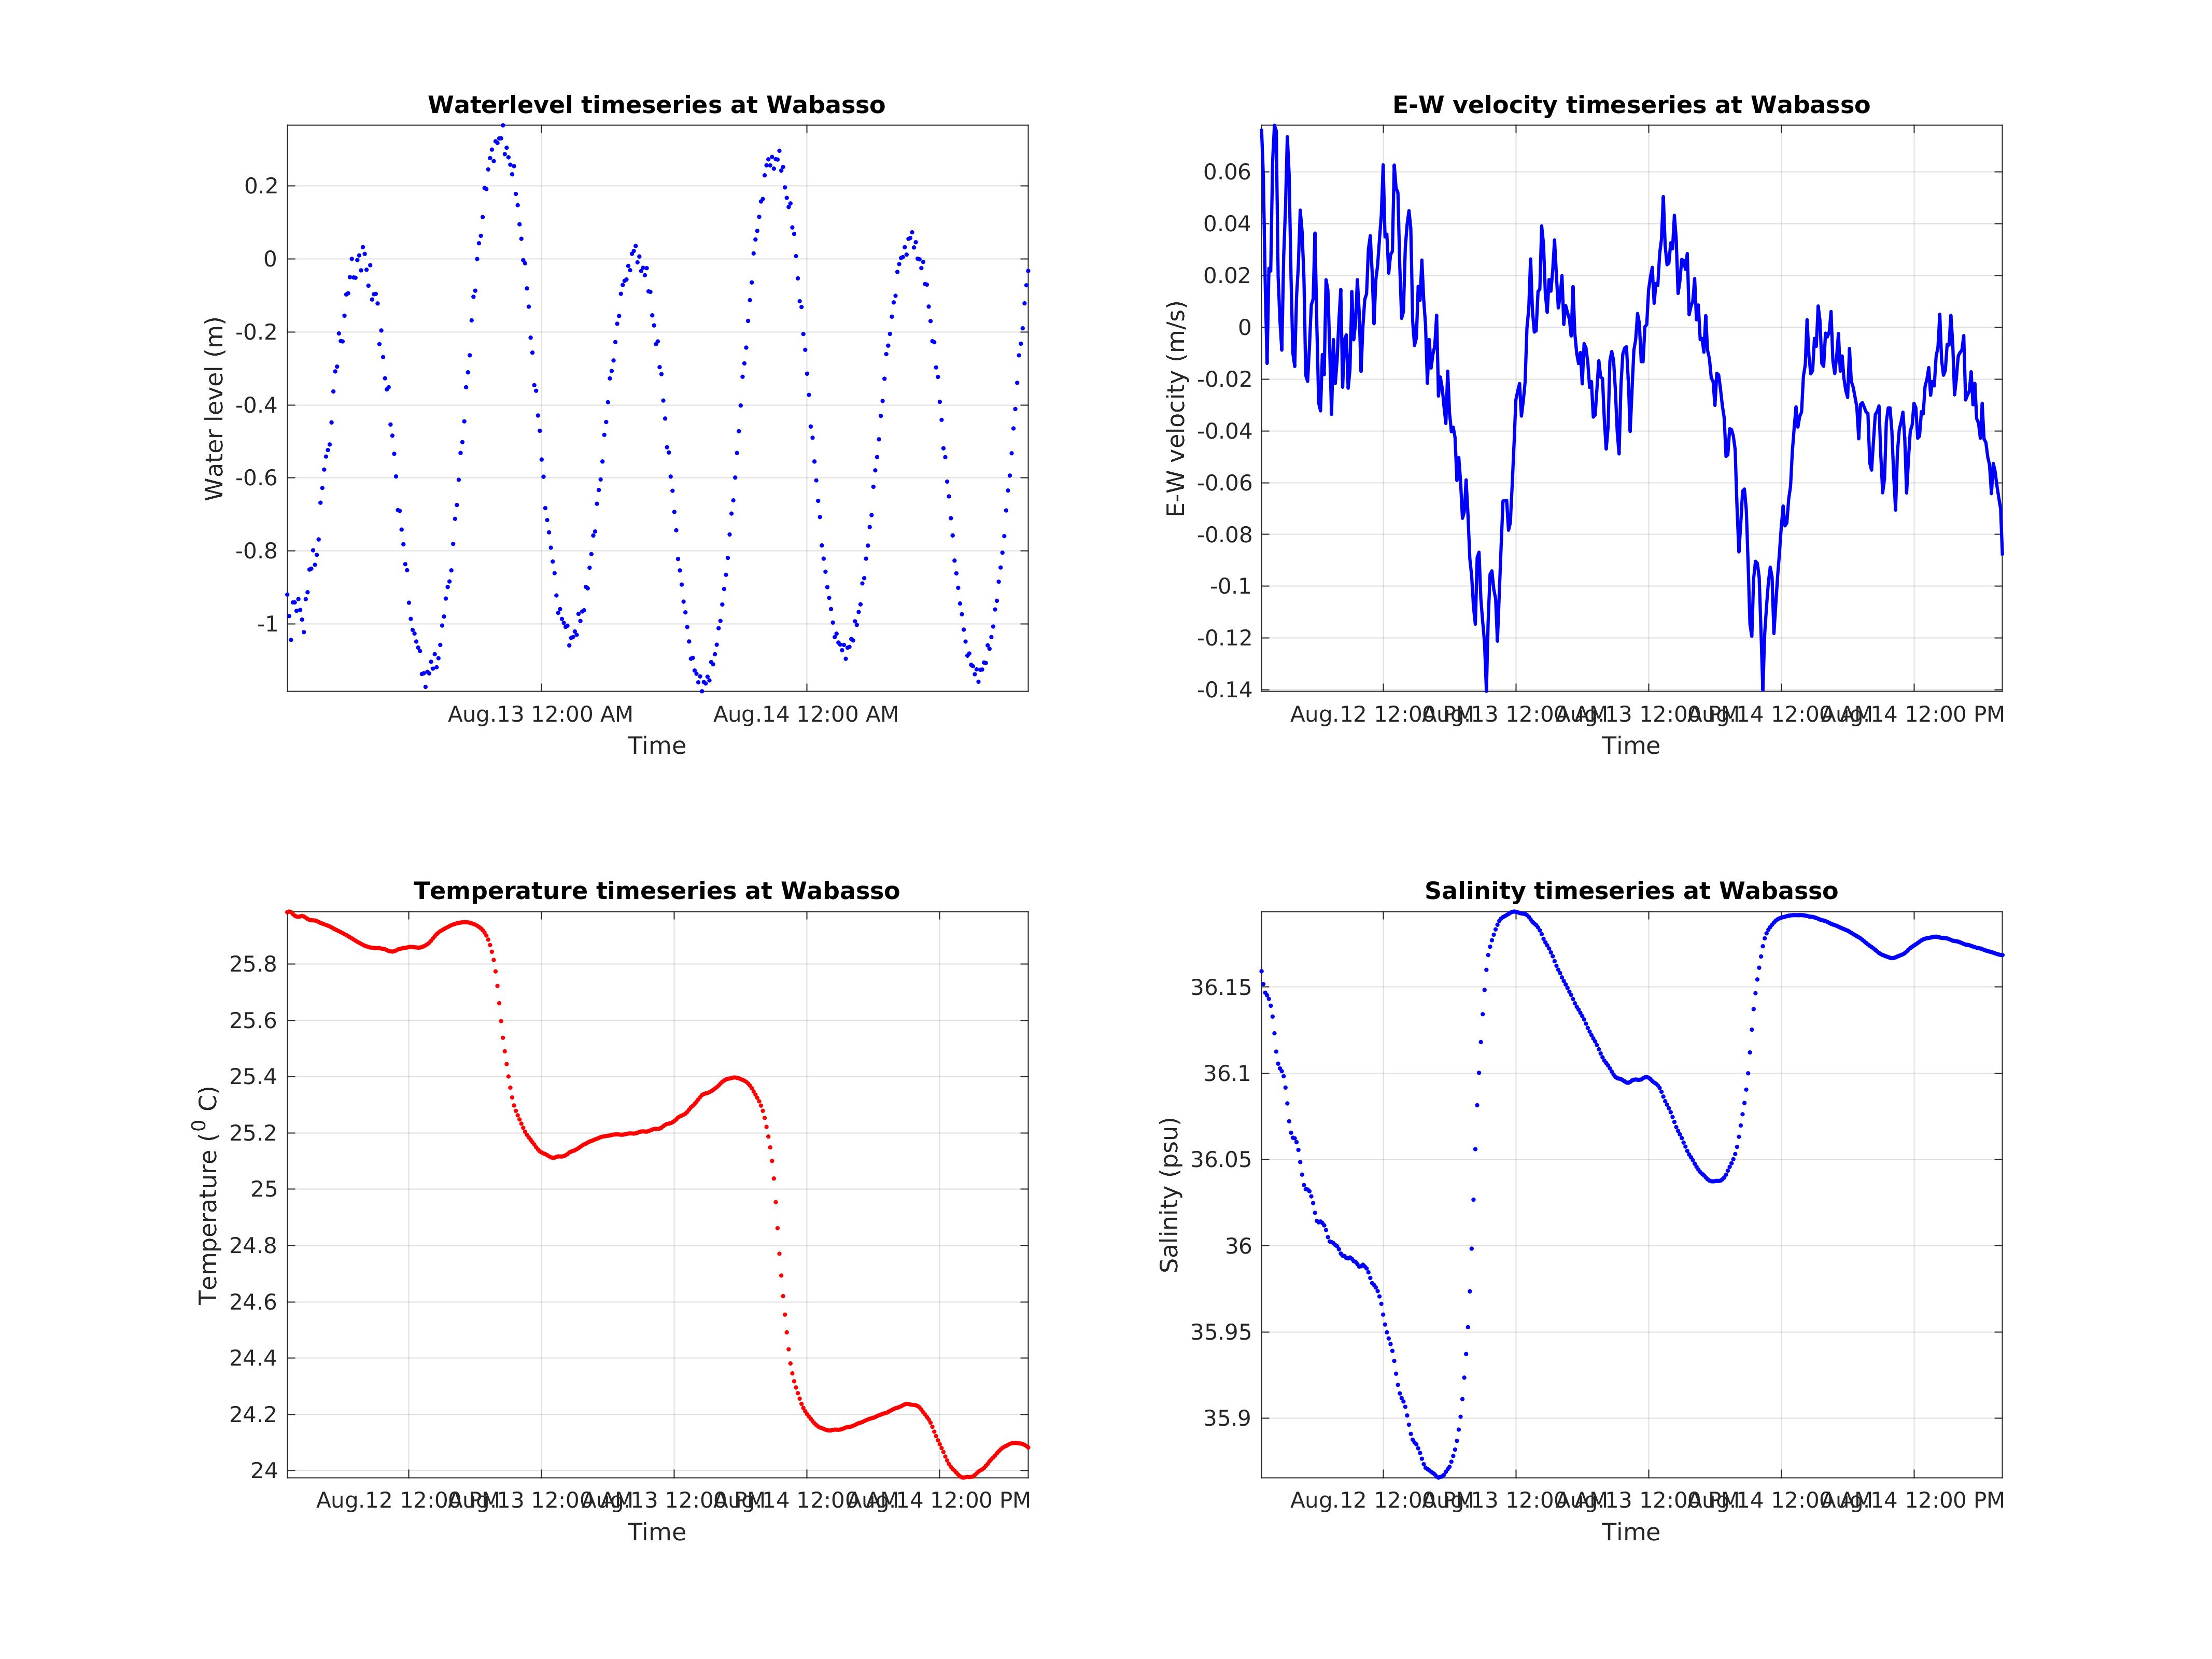 Waterlevel timeseries at Wabasso
0.2
0
-0.2
-0.4
-0.6
-0.8
-1
Water level (m)
Aug.13 12:00 AM
Aug.14 12:00 AM
Time
E-W velocity timeseries at Wabasso
0.06
0.04
0.02
0
-0.02
-0.04
-0.06
-0.08
-0.1
-0.12
-0.14
E-W velocity (m/s)
Aug.12 12:00 PM
Aug.13 12:00 AM
Aug.13 12:00 PM
Aug.14 12:00 AM
Aug.14 12:00 PM
Time
Temperature timeseries at Wabasso
25.8
25.6
25.4
25.2
25
24.8
24.6
24.4
24.2
24
Temperature (⁰ C)
Aug.12 12:00 PM
Aug.13 12:00 AM
Aug.13 12:00 PM
Aug.14 12:00 AM
Aug.14 12:00 PM
Time
Salinity timeseries at Wabasso
36.15
36.1
36.05
36
35.95
35.9
Salinity (psu)
Aug.12 12:00 PM
Aug.13 12:00 AM
Aug.13 12:00 PM
Aug.14 12:00 AM
Aug.14 12:00 PM
Time